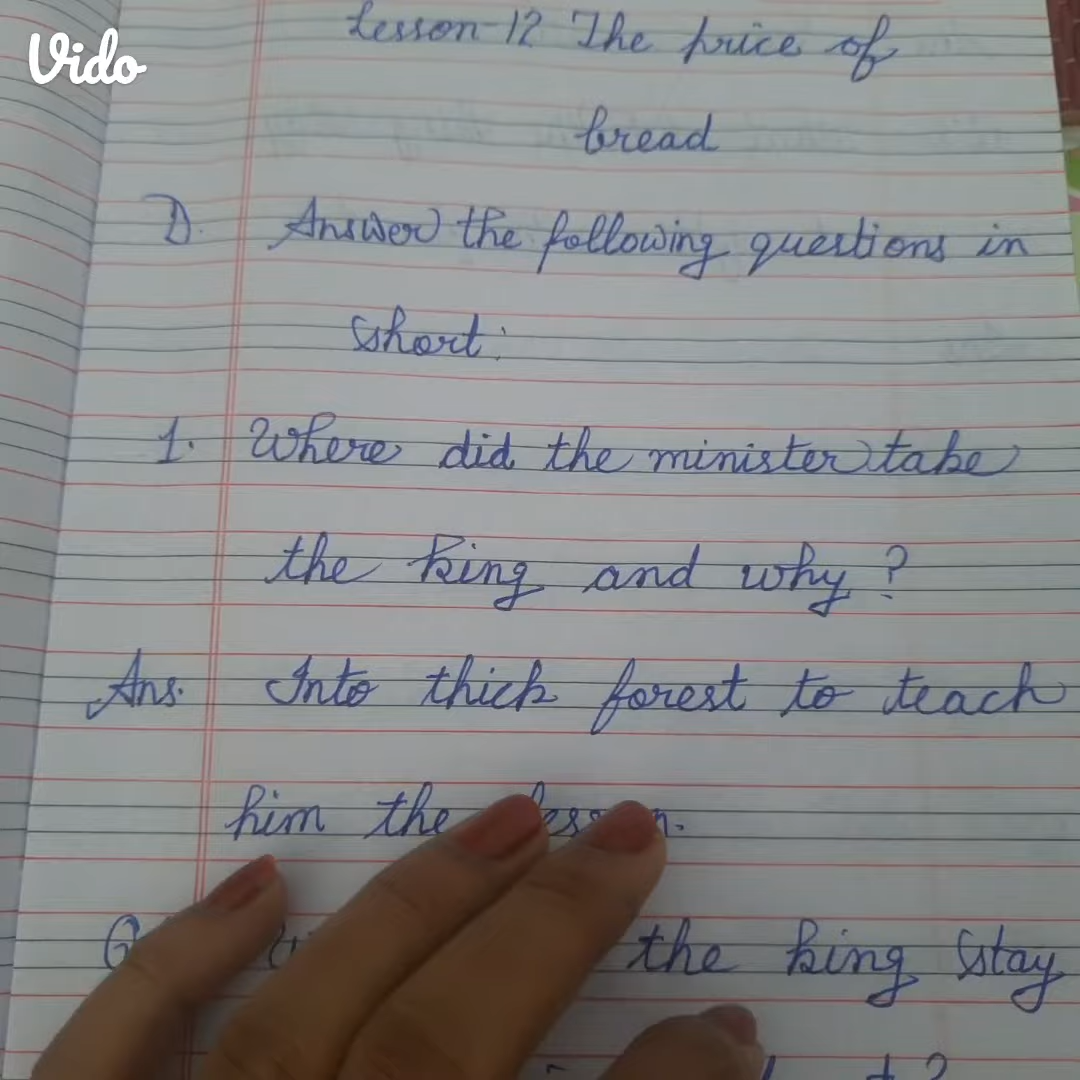 Vido
Lesson-12 The price of
bread
D. Answer the following questions in
short:
1. Where did the minister take
the king and why?
Ans. Into thick forest to teach
him the lesson.
the king stay
?